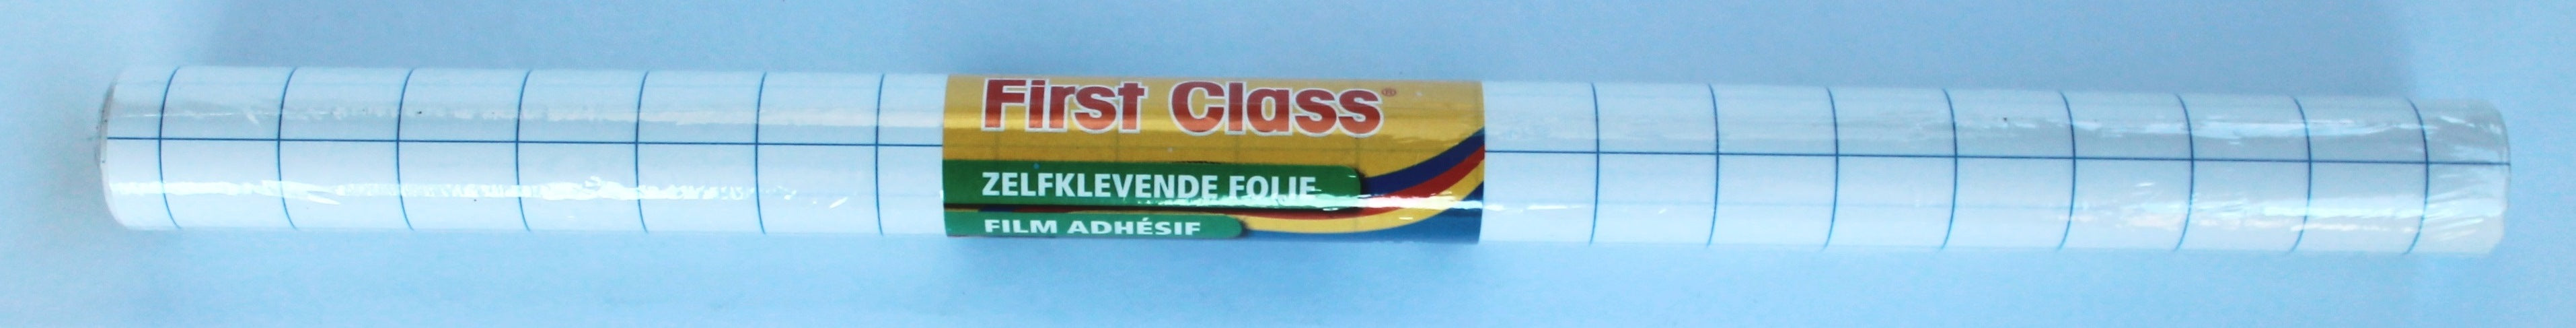 First Class®
ZELFKLEVENDE FOLIE
FILM ADHÉSIF